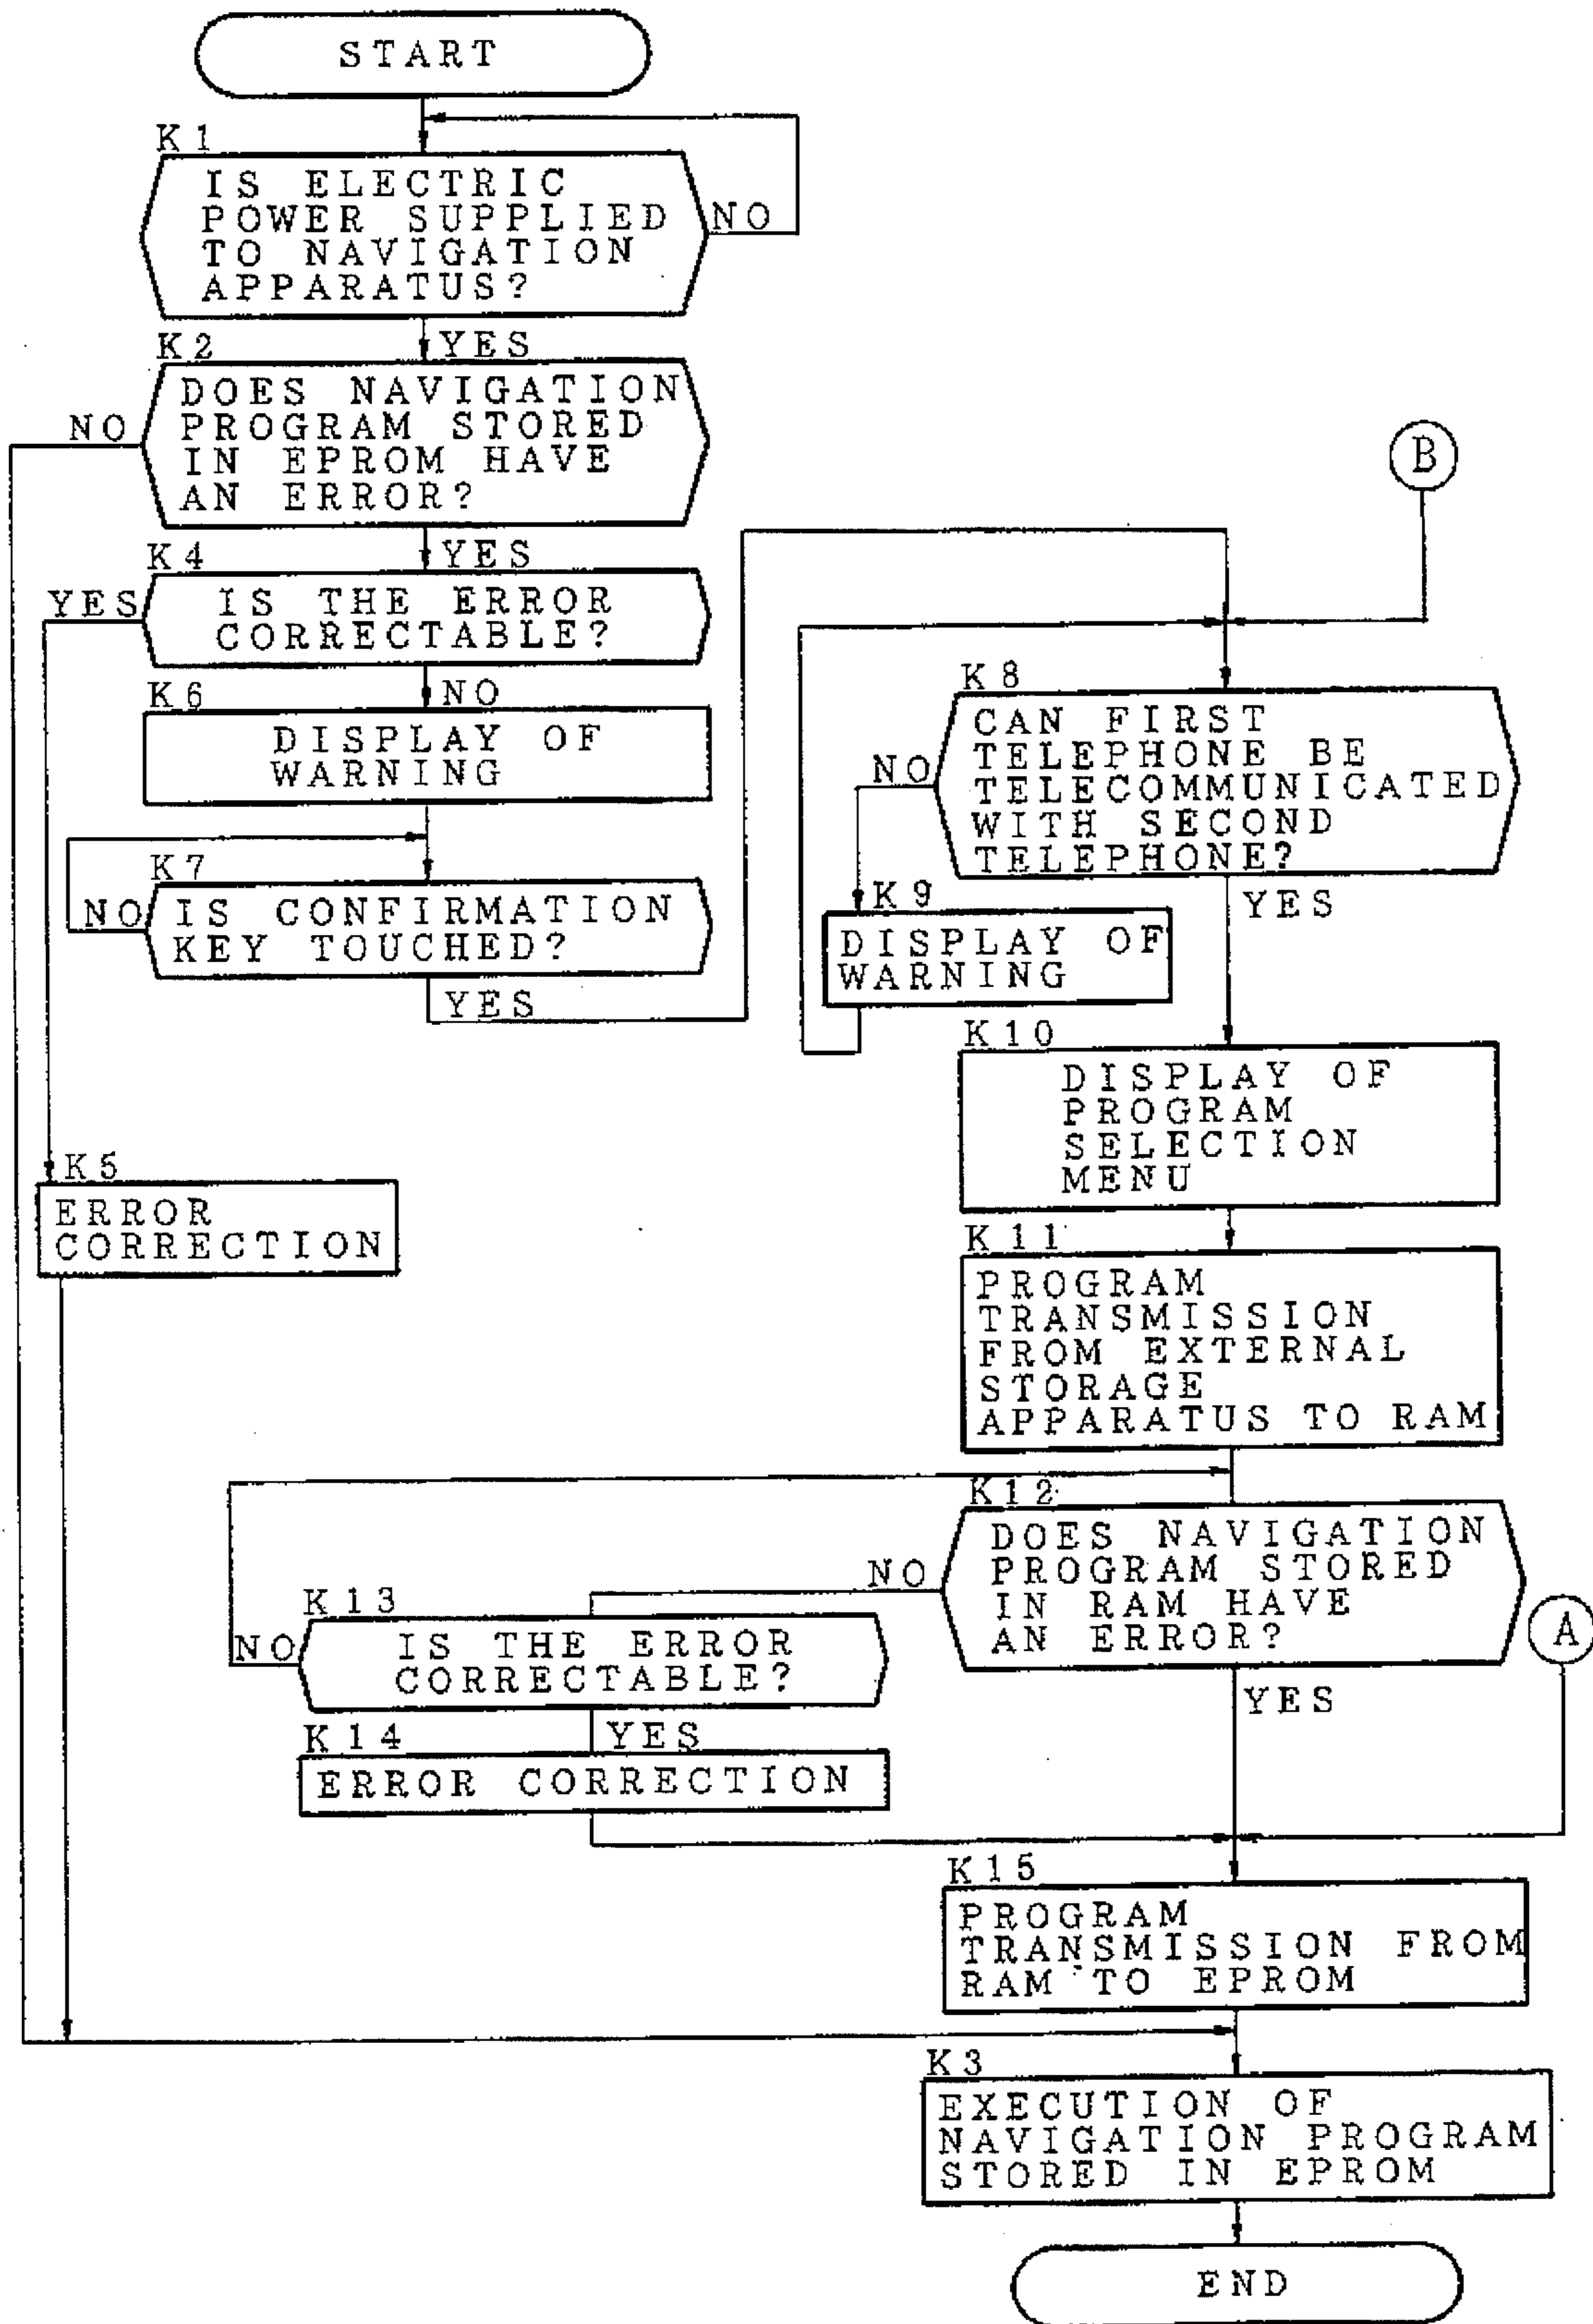 START
K1
IS ELECTRIC
POWER SUPPLIED
TO NAVIGATION
APPARATUS?
NO
YES
K2
DOES NAVIGATION
PROGRAM STORED
IN EPROM HAVE
AN ERROR?
NO
YES
K4
IS THE ERROR
CORRECTABLE?
YES
NO
K6
DISPLAY OF
WARNING
K7
IS CONFIRMATION
KEY TOUCHED?
NO
YES
K5
ERROR
CORRECTION
B
K8
CAN FIRST
TELEPHONE BE
TELECOMMUNICATED
WITH SECOND
TELEPHONE?
NO
YES
K9
DISPLAY OF
WARNING
K10
DISPLAY OF
PROGRAM
SELECTION
MENU
K11
PROGRAM
TRANSMISSION
FROM EXTERNAL
STORAGE
APPARATUS TO RAM
K12
DOES NAVIGATION
PROGRAM STORED
IN RAM HAVE
AN ERROR?
NO
YES
A
K13
IS THE ERROR
CORRECTABLE?
NO
YES
K14
ERROR CORRECTION
K15
PROGRAM
TRANSMISSION FROM
RAM TO EPROM
K3
EXECUTION OF
NAVIGATION PROGRAM
STORED IN EPROM
END